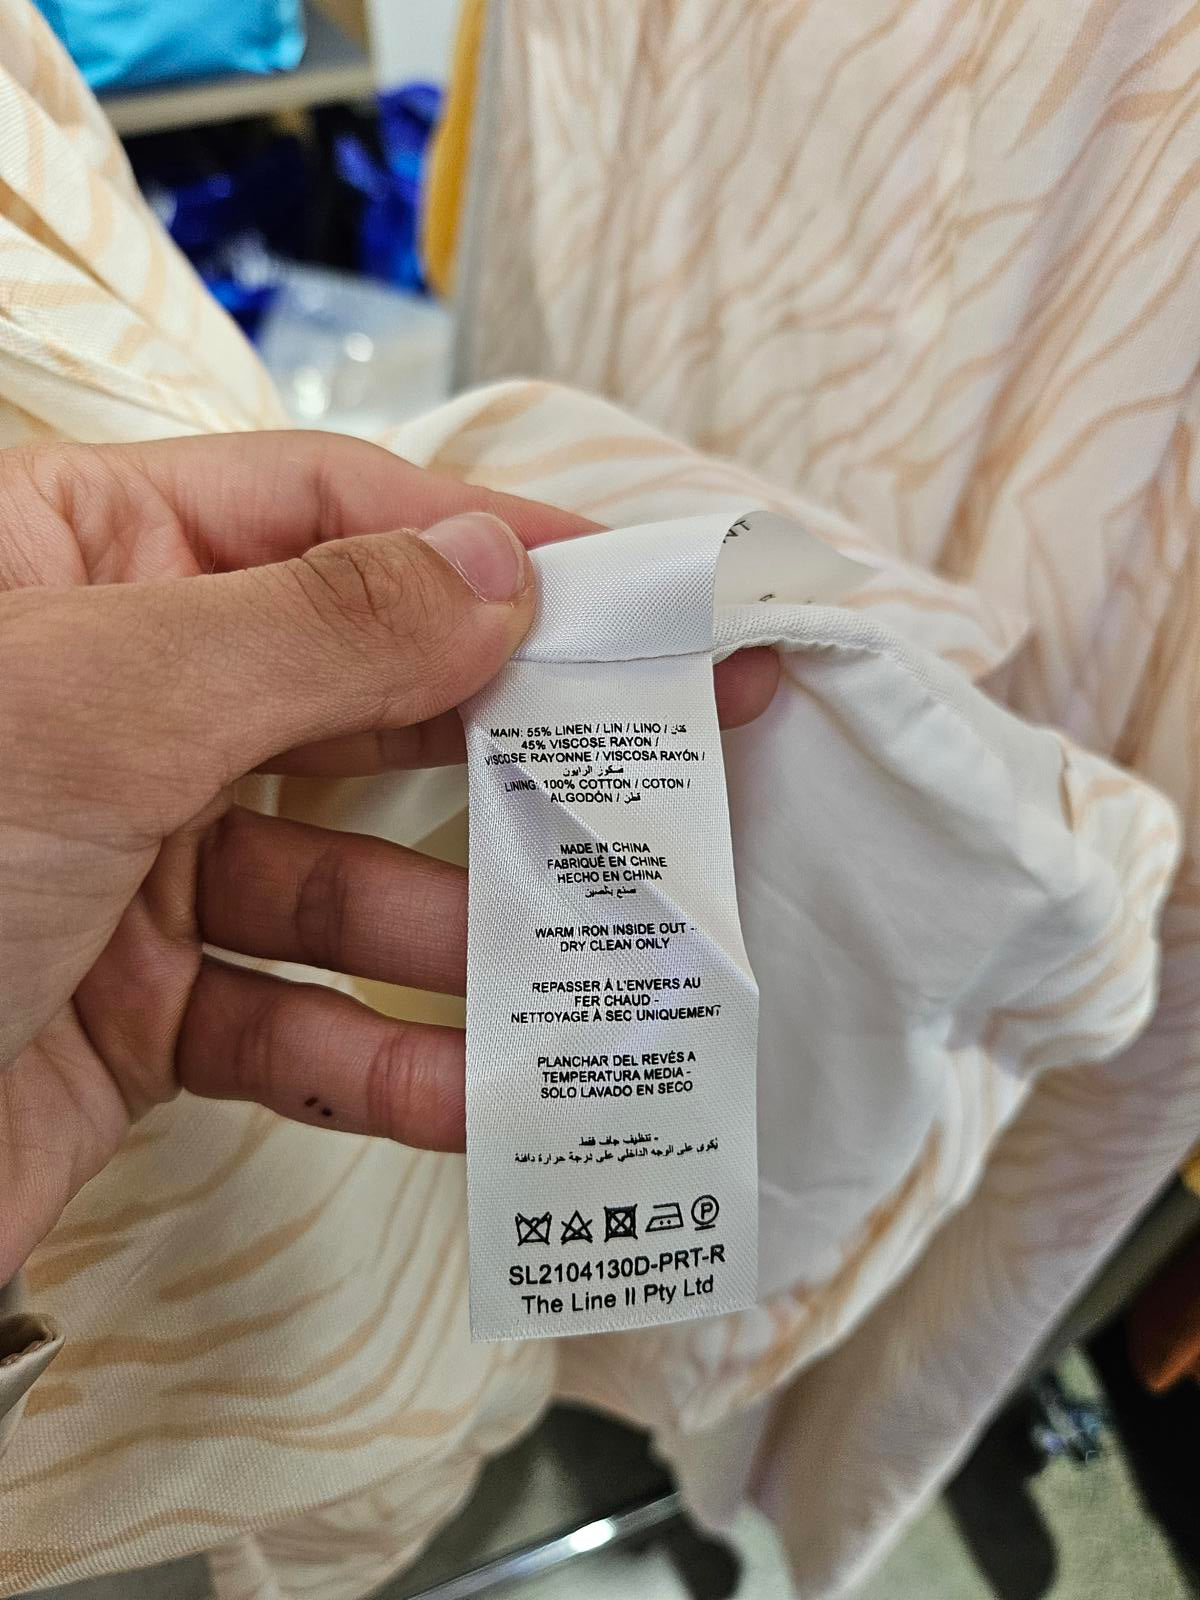 NT
MAIN: 55% LINEN / LIN / LINO / كتان
45% VISCOSE RAYON /
VISCOSE RAYONNE / VISCOSA RAYÓN /
فسكوز الرايون
LINING: 100% COTTON / COTON /
ALGODÓN / قطن
MADE IN CHINA
FABRIQUÉ EN CHINE
HECHO EN CHINA
صنع بالصين
WARM IRON INSIDE OUT -
DRY CLEAN ONLY
REPASSER À L'ENVERS AU
FER CHAUD -
NETTOYAGE À SEC UNIQUEMENT
PLANCHAR DEL REVÉS A
TEMPERATURA MEDIA -
SOLO LAVADO EN SECO
- تنظيف جاف فقط
يُكوى على الوجه الداخلي على درجة حرارة دافئة
P
SL2104130D-PRT-R
The Line II Pty Ltd